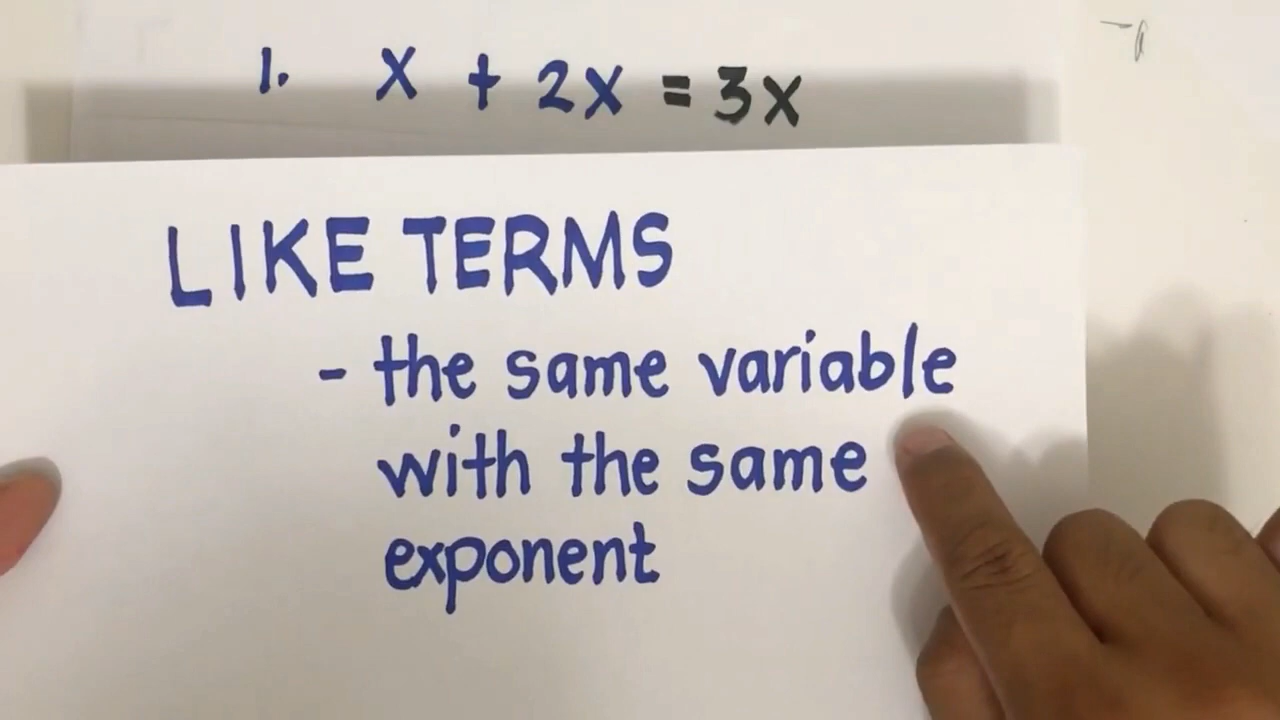 1. x + 2x = 3x
LIKE TERMS
- the same variable
with the same
exponent